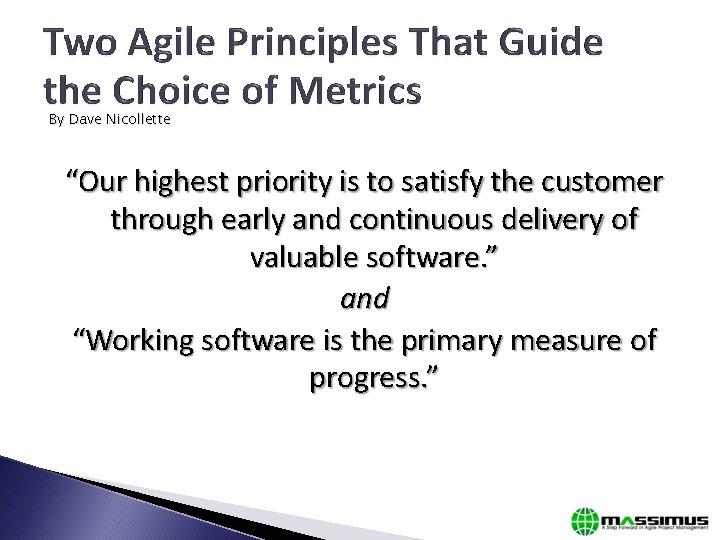 Two Agile Principles That Guide
the Choice of Metrics
By Dave Nicollette
“Our highest priority is to satisfy the customer
through early and continuous delivery of
valuable software.”
and
“Working software is the primary measure of
progress.”
MASSIMUS
A Step Forward in Agile Project Management